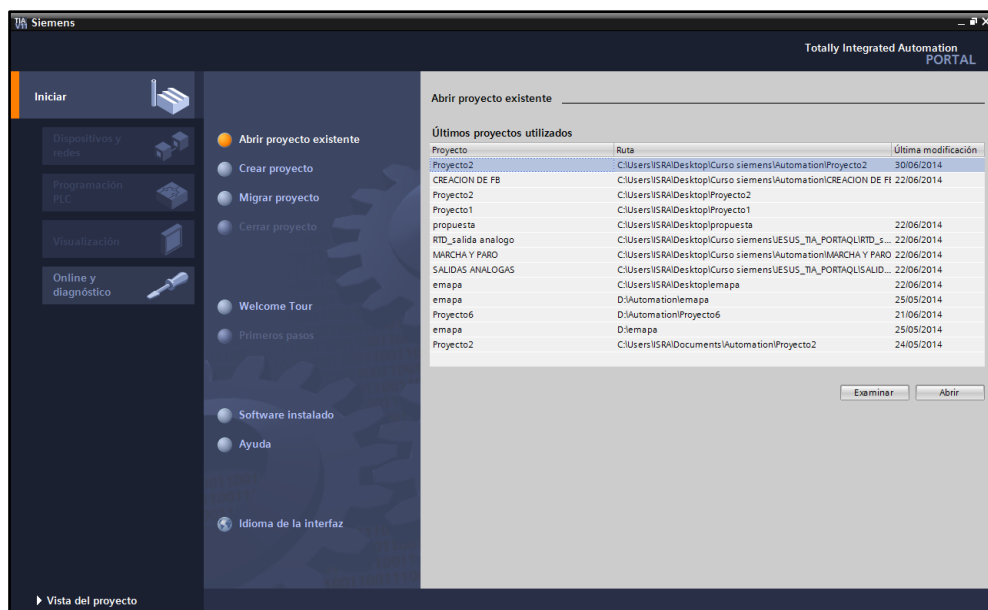 TIA V11 Siemens
Totally Integrated Automation
PORTAL
Iniciar
Dispositivos y redes
Programación PLC
Visualización
Online y diagnóstico
Abrir proyecto existente
Crear proyecto
Migrar proyecto
Cerrar proyecto
Welcome Tour
Primeros pasos
Software instalado
Ayuda
Idioma de la interfaz
Abrir proyecto existente
Últimos proyectos utilizados
Proyecto Ruta Última modificación
Proyecto2 C:\Users\ISRA\Desktop\Curso siemens\Automation\Proyecto2 30/06/2014
CREACION DE FB C:\Users\ISRA\Desktop\Curso siemens\Automation\CREACION DE FE 22/06/2014
Proyecto2 C:\Users\ISRA\Desktop\Proyecto2
Proyecto1 C:\Users\ISRA\Desktop\Proyecto1
propuesta C:\Users\ISRA\Desktop\propuesta 22/06/2014
RTD_salida analogo C:\Users\ISRA\Desktop\Curso siemens\JESUS_TIA_PORTAQL\RTD_s... 22/06/2014
MARCHA Y PARO C:\Users\ISRA\Desktop\Curso siemens\Automation\MARCHA Y PARO 22/06/2014
SALIDAS ANALOGAS C:\Users\ISRA\Desktop\Curso siemens\JESUS_TIA_PORTAQL\SALID... 22/06/2014
emapa C:\Users\ISRA\Desktop\emapa 22/06/2014
emapa D:\Automation\emapa 25/05/2014
Proyecto6 D:\Automation\Proyecto6 21/06/2014
emapa D:\emapa 25/05/2014
Proyecto2 C:\Users\ISRA\Documents\Automation\Proyecto2 24/05/2014
Examinar Abrir
Vista del proyecto